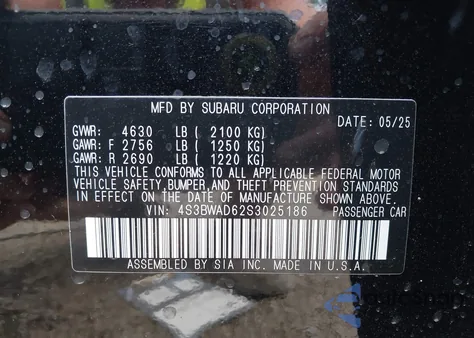 MFD BY SUBARU CORPORATION
DATE: 05/25
GVWR: 4630 LB ( 2100 KG)
GAWR: F 2756 LB ( 1250 KG)
GAWR: R 2690 LB ( 1220 KG)
THIS VEHICLE CONFORMS TO ALL APPLICABLE FEDERAL MOTOR
VEHICLE SAFETY,BUMPER,AND THEFT PREVENTION STANDARDS
IN EFFECT ON THE DATE OF MANUFACTURE SHOWN ABOVE.
VIN: 4S3BWAD62S3025186 PASSENGER CAR
ASSEMBLED BY SIA INC. MADE IN U.S.A.